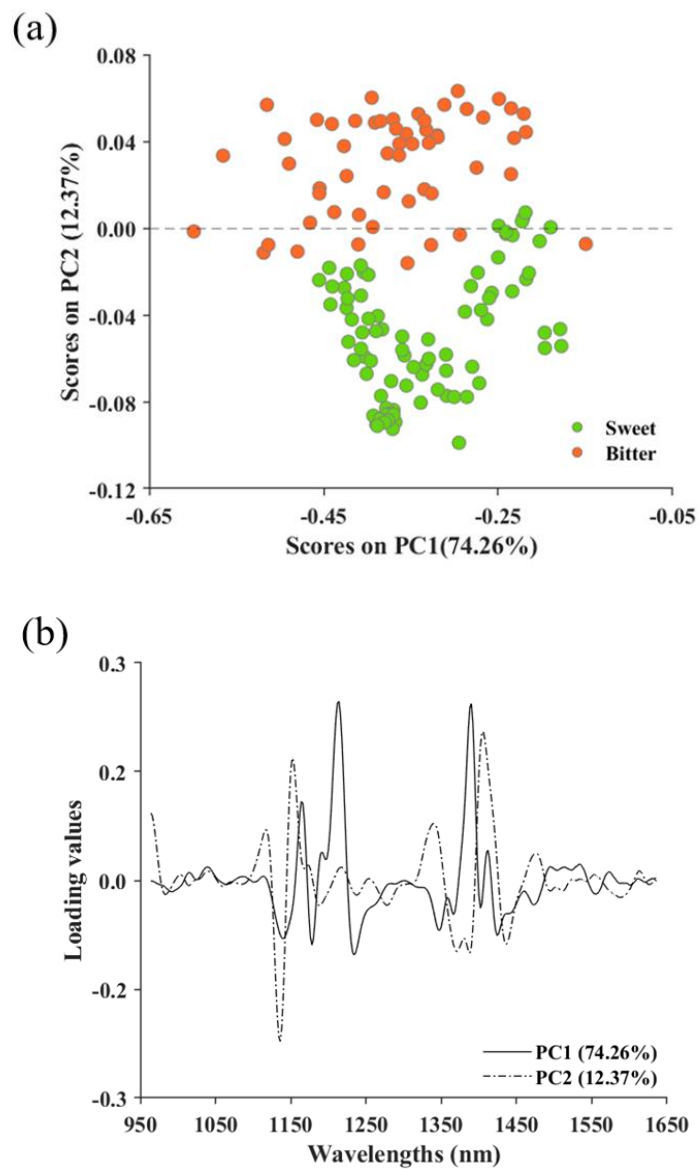 (a)
0.08
0.04
0.00
-0.04
-0.08
-0.12
Scores on PC2 (12.37%)
Sweet
Bitter
-0.65 -0.45 -0.25 -0.05
Scores on PC1(74.26%)
(b)
0.3
0.2
0.0
-0.2
-0.3
Loading values
PC1 (74.26%)
PC2 (12.37%)
950 1050 1150 1250 1350 1450 1550 1650
Wavelengths (nm)